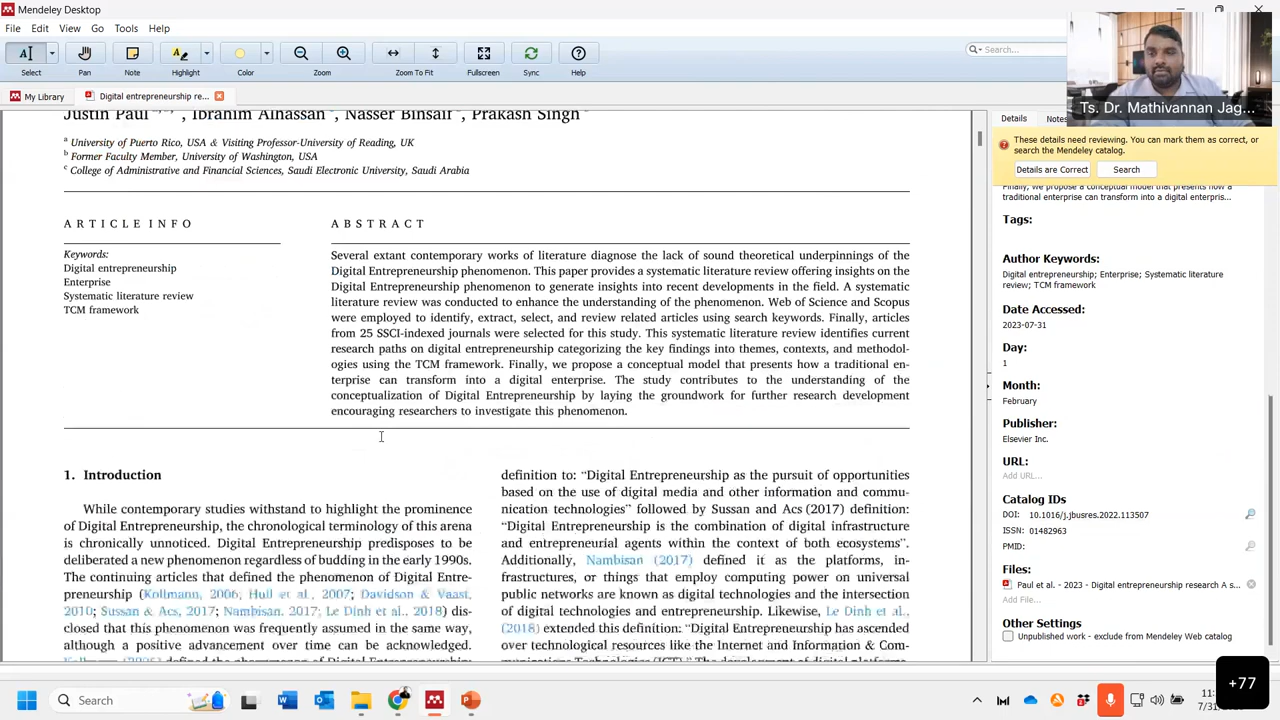 Mendeley Desktop
File Edit View Go Tools Help
Select Pan Note Highlight Color Zoom Zoom To Fit Fullscreen Sync Help
Search...
My Library
Digital entrepreneurship re...
Ts. Dr. Mathivannan Jag...
Justin Paul, Ibrahim Alhassan, Nasser Binsaif, Prakash Singh
a University of Puerto Rico, USA & Visiting Professor-University of Reading, UK
b Former Faculty Member, University of Washington, USA
c College of Administrative and Financial Sciences, Saudi Electronic University, Saudi Arabia
ARTICLE INFO
Keywords:
Digital entrepreneurship
Enterprise
Systematic literature review
TCM framework
ABSTRACT
Several extant contemporary works of literature diagnose the lack of sound theoretical underpinnings of the
Digital Entrepreneurship phenomenon. This paper provides a systematic literature review offering insights on the
Digital Entrepreneurship phenomenon to generate insights into recent developments in the field. A systematic
literature review was conducted to enhance the understanding of the phenomenon. Web of Science and Scopus
were employed to identify, extract, select, and review related articles using search keywords. Finally, articles
from 25 SSCI-indexed journals were selected for this study. This systematic literature review identifies current
research paths on digital entrepreneurship categorizing the key findings into themes, contexts, and methodol-
ogies using the TCM framework. Finally, we propose a conceptual model that presents how a traditional en-
terprise can transform into a digital enterprise. The study contributes to the understanding of the
conceptualization of Digital Entrepreneurship by laying the groundwork for further research development
encouraging researchers to investigate this phenomenon.
1. Introduction
While contemporary studies withstand to highlight the prominence
of Digital Entrepreneurship, the chronological terminology of this arena
is chronically unnoticed. Digital Entrepreneurship predisposes to be
deliberated a new phenomenon regardless of budding in the early 1990s.
The continuing articles that defined the phenomenon of Digital Entre-
preneurship (Kollmann, 2006; Hull et al., 2007; Davidson & Vaast,
2010; Sussan & Acs, 2017; Nambisan, 2017; Le Dinh et al., 2018) dis-
closed that this phenomenon was frequently assumed in the same way,
although a positive advancement over time can be acknowledged.
definition to: “Digital Entrepreneurship as the pursuit of opportunities
based on the use of digital media and other information and commu-
nication technologies” followed by Sussan and Acs (2017) definition:
“Digital Entrepreneurship is the combination of digital infrastructure
and entrepreneurial agents within the context of both ecosystems”.
Additionally, Nambisan (2017) defined it as the platforms, in-
frastructures, or things that employ computing power on universal
public networks are known as digital technologies and the intersection
of digital technologies and entrepreneurship. Likewise, Le Dinh et al.,
(2018) extended this definition: “Digital Entrepreneurship has ascended
over technological resources like the Internet and Information & Com-
Details Notes
These details need reviewing. You can mark them as correct, or
search the Mendeley catalog.
Details are Correct Search
Finally, we propose a conceptual model that presents how a
traditional enterprise can transform into a digital enterpris...
Tags:
Author Keywords:
Digital entrepreneurship; Enterprise; Systematic literature
review; TCM framework
Date Accessed:
2023-07-31
Day:
1
Month:
February
Publisher:
Elsevier Inc.
URL:
Add URL...
Catalog IDs
DOI: 10.1016/j.jbusres.2022.113507
ISSN: 01482963
PMID:
Files:
Paul et al. - 2023 - Digital entrepreneurship research A s...
Add File...
Other Settings
Unpublished work - exclude from Mendeley Web catalog
+77
Search
11:
7/31/